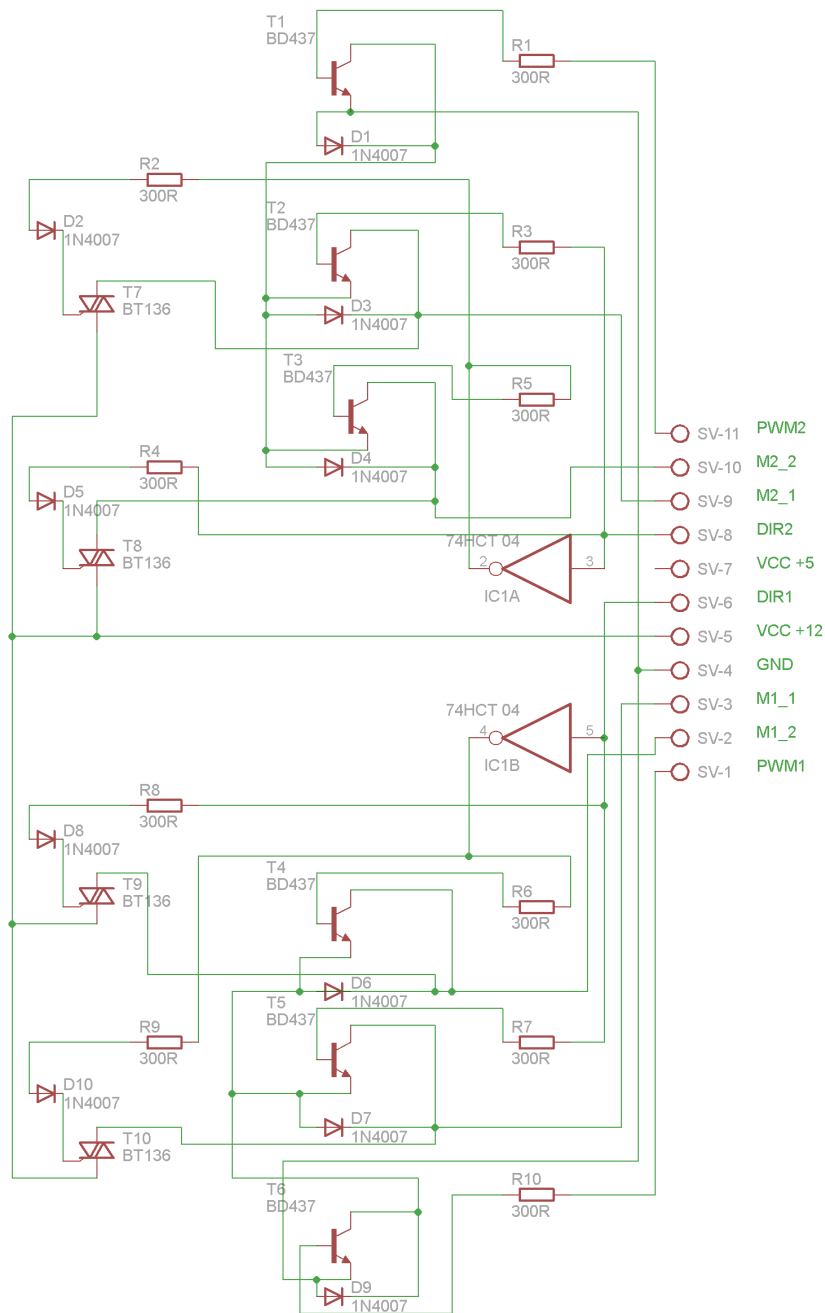 T1
BD437
R1
300R
D1
1N4007
R2
300R
T2
BD437
D2
1N4007
R3
300R
T7
BT136
D3
1N4007
T3
BD437
R5
300R
PWM2
SV-11
R4
300R
D4
1N4007
M2_2
SV-10
D5
1N4007
M2_1
SV-9
T8
BT136
74HCT 04
2
3
IC1A
DIR2
SV-8
VCC +5
SV-7
DIR1
SV-6
VCC +12
SV-5
GND
SV-4
M1_1
SV-3
74HCT 04
4
5
IC1B
M1_2
SV-2
PWM1
SV-1
R8
300R
D8
1N4007
T9
BT136
T4
BD437
R6
300R
D6
1N4007
T5
BD437
R9
300R
R7
300R
D10
1N4007
D7
1N4007
T10
BT136
T6
BD437
R10
300R
D9
1N4007